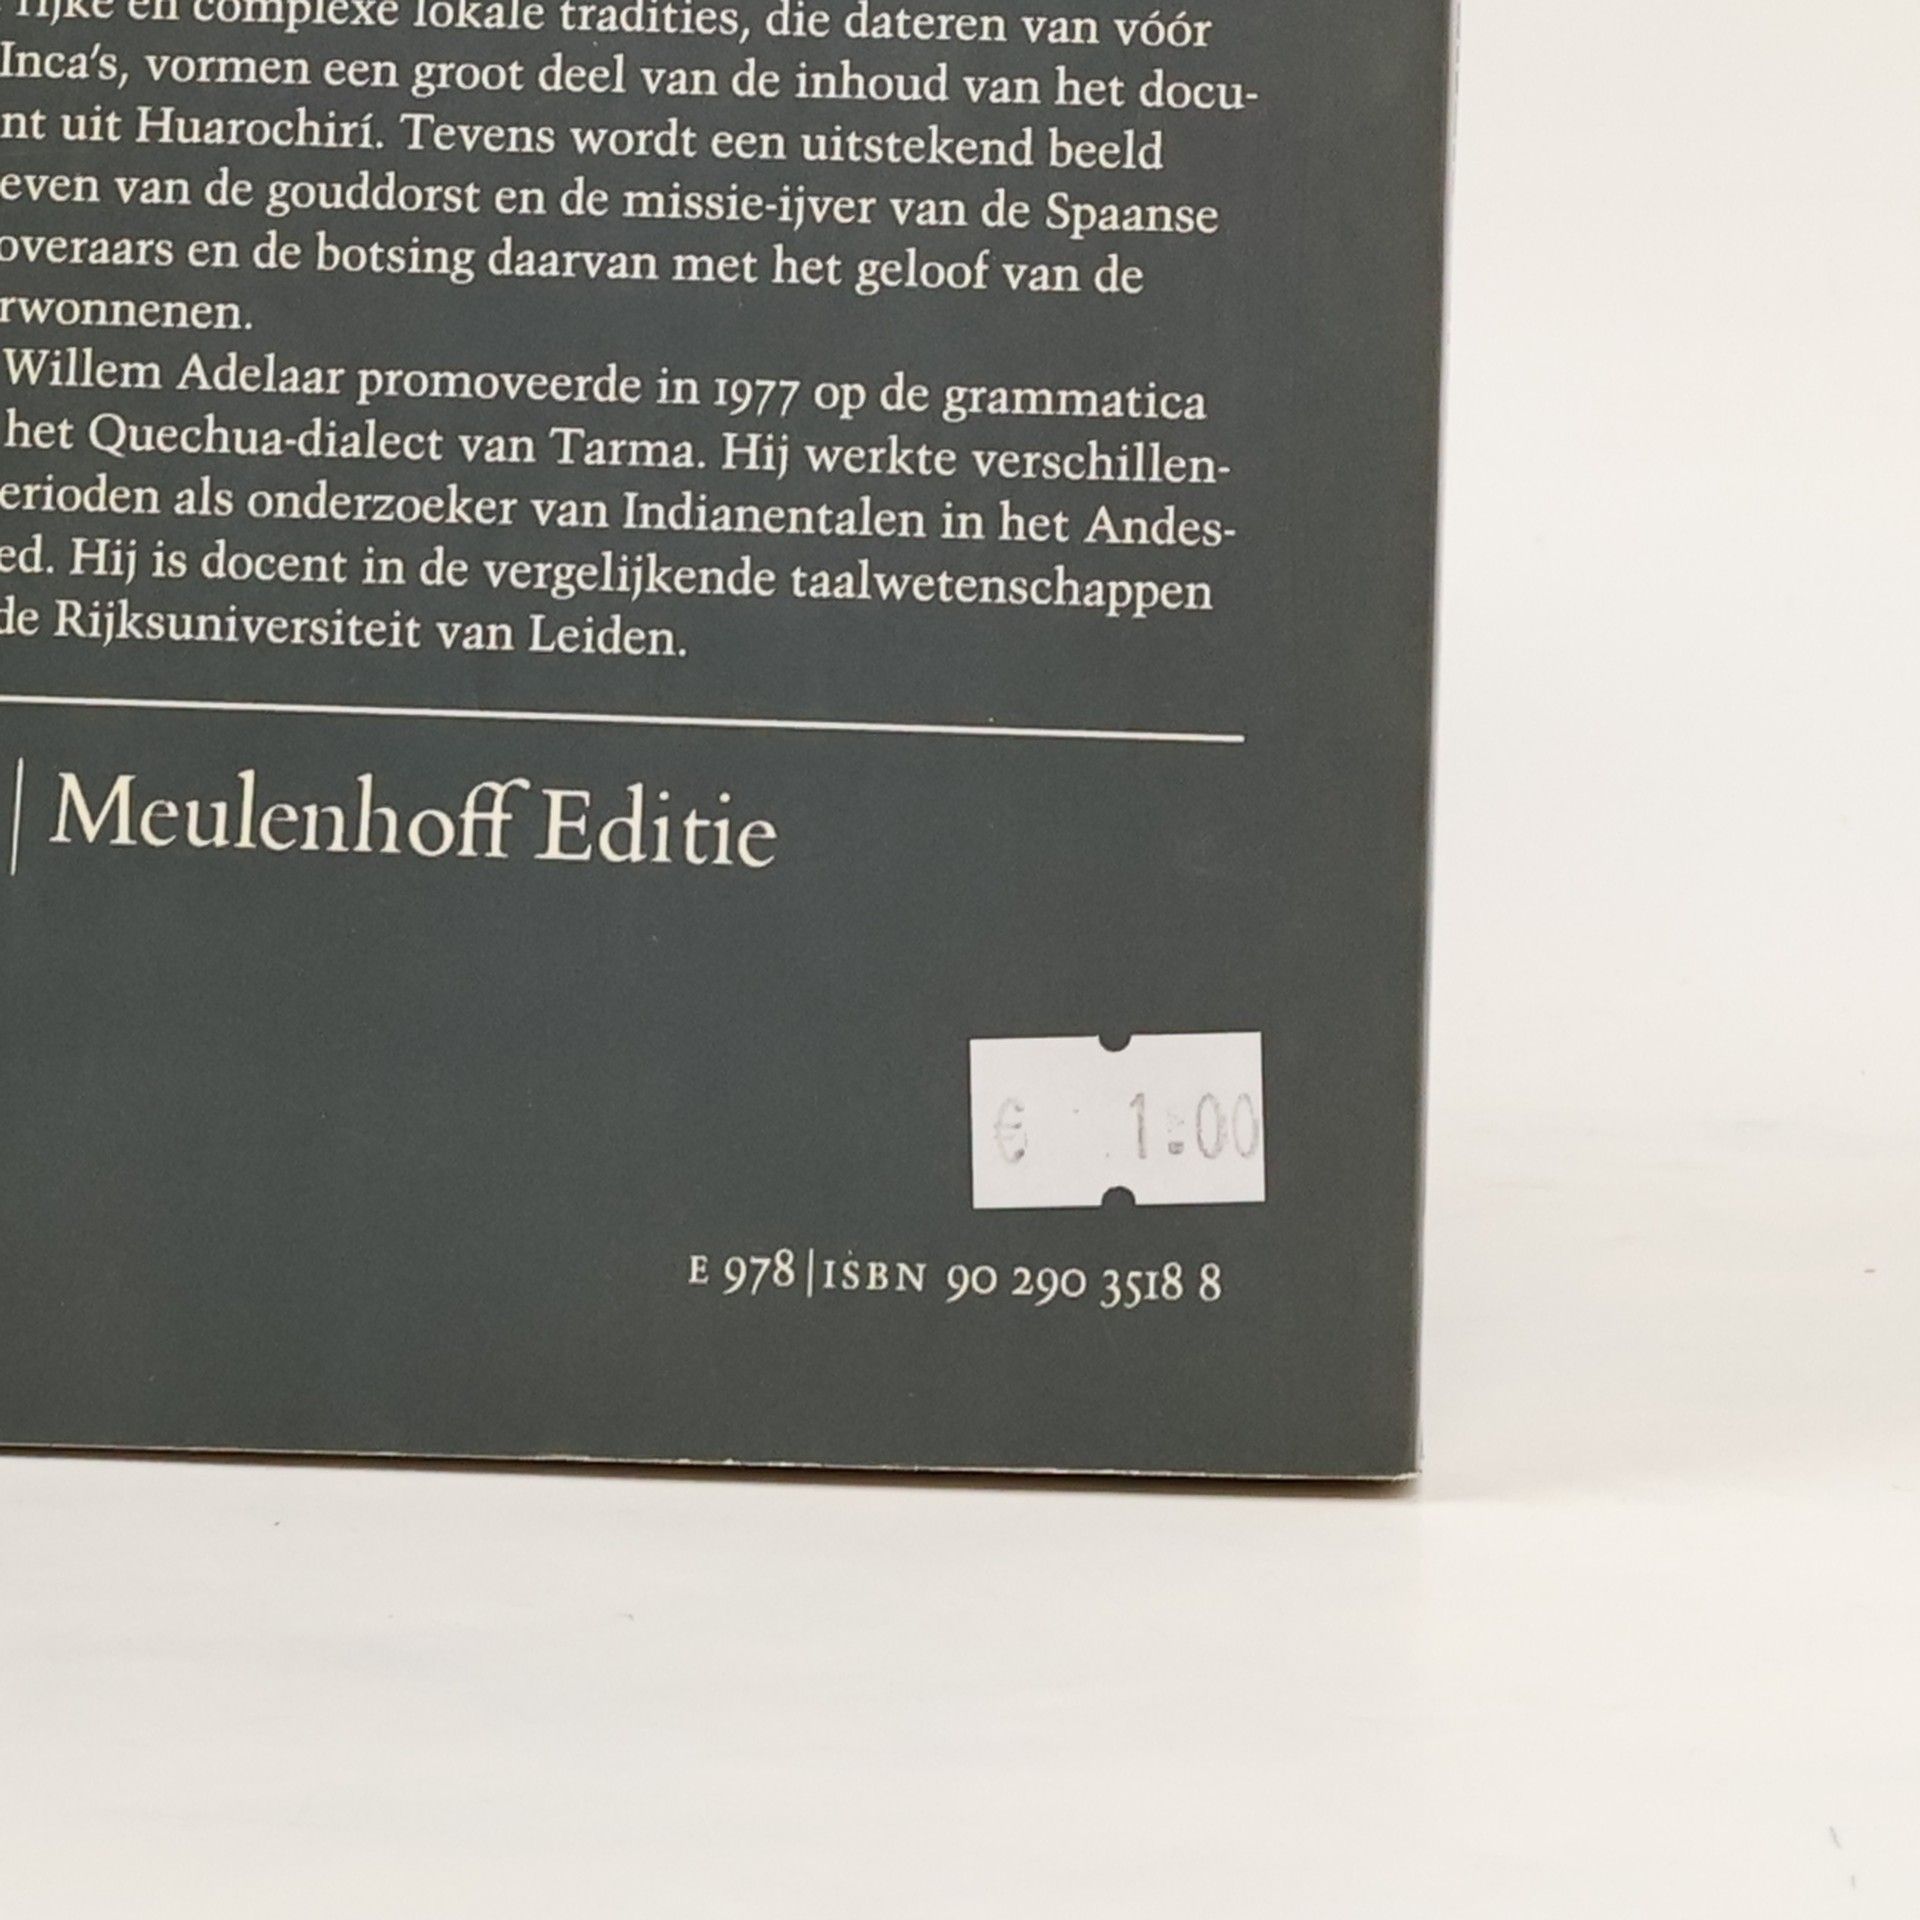 rijke en complexe lokale tradities, die dateren van vóór
Inca's, vormen een groot deel van de inhoud van het docu-
nt uit Huarochirí. Tevens wordt een uitstekend beeld
even van de gouddorst en de missie-ijver van de Spaanse
overaars en de botsing daarvan met het geloof van de
rwonnenen.
Willem Adelaar promoveerde in 1977 op de grammatica
het Quechua-dialect van Tarma. Hij werkte verschillen-
erioden als onderzoeker van Indianentalen in het Andes-
ed. Hij is docent in de vergelijkende taalwetenschappen
de Rijksuniversiteit van Leiden.
| Meulenhoff Editie
€ 1.00
E 978|ISBN 90 290 3518 8